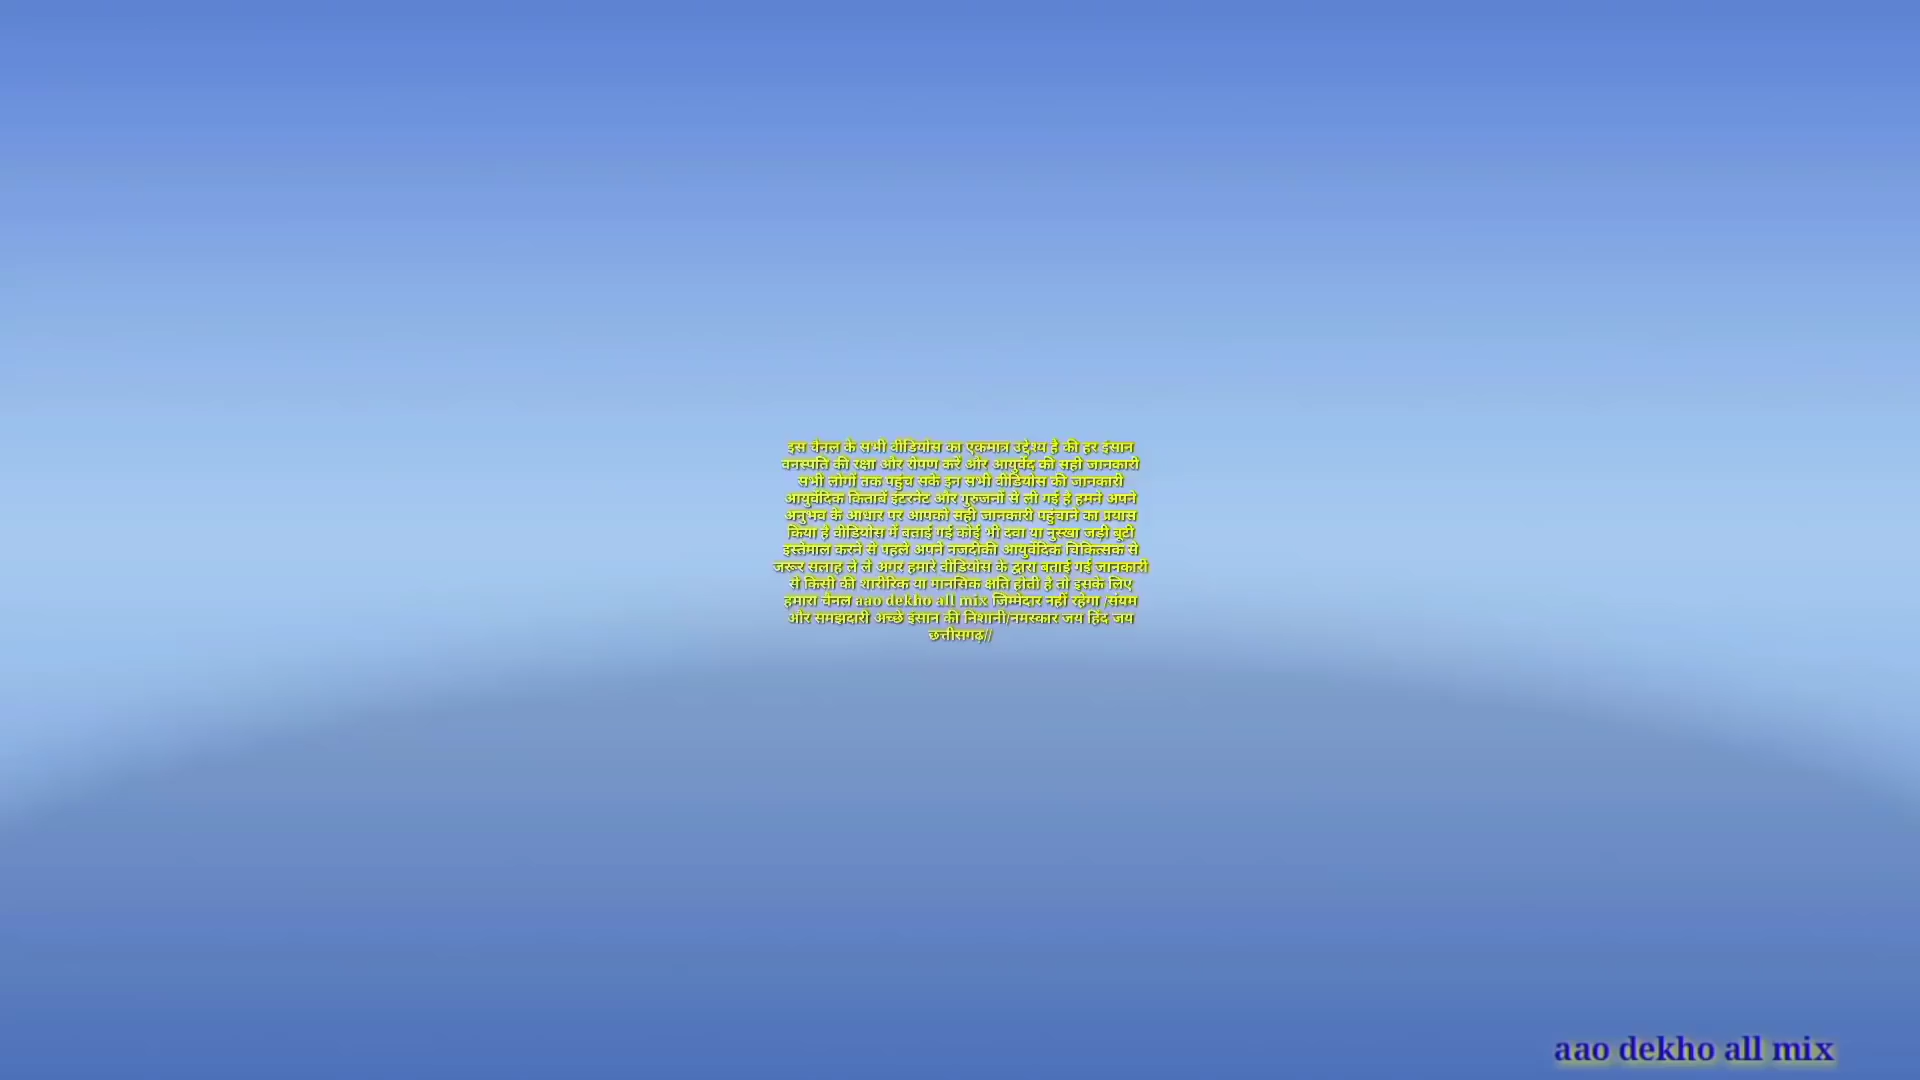 इस चैनल के सभी वीडियोस का एकमात्र उद्देश्य है की हर इंसान
वनस्पति की रक्षा और रोपण करें और आयुर्वेद की सही जानकारी
सभी लोगों तक पहुंच सके इन सभी वीडियोस की जानकारी
आयुर्वेदिक किताबें इंटरनेट और गुरुजनों से ली गई है हमने अपने
अनुभव के आधार पर आपको सही जानकारी पहुंचाने का प्रयास
किया है वीडियोस में बताई गई कोई भी दवा या नुस्खा जड़ी बूटी
इस्तेमाल करने से पहले अपने नजदीकी आयुर्वेदिक चिकित्सक से
जरूर सलाह ले ले अगर हमारे वीडियोस के द्वारा बताई गई जानकारी
से किसी की शारीरिक या मानसिक क्षति होती है तो इसके लिए
हमारा चैनल aao dekho all mix जिम्मेदार नहीं रहेगा /संयम
और समझदारी अच्छे इंसान की निशानी/नमस्कार जय हिंद जय
छत्तीसगढ़//
aao dekho all mix